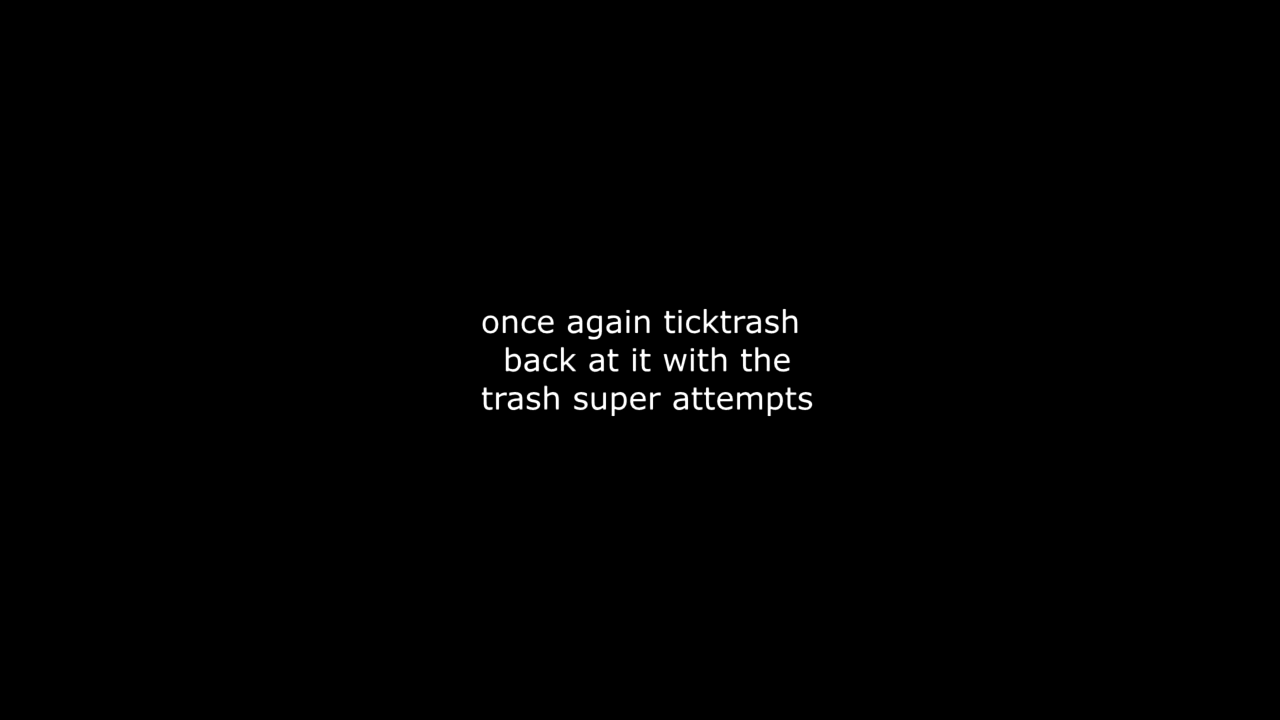 once again ticktrash
back at it with the
trash super attempts